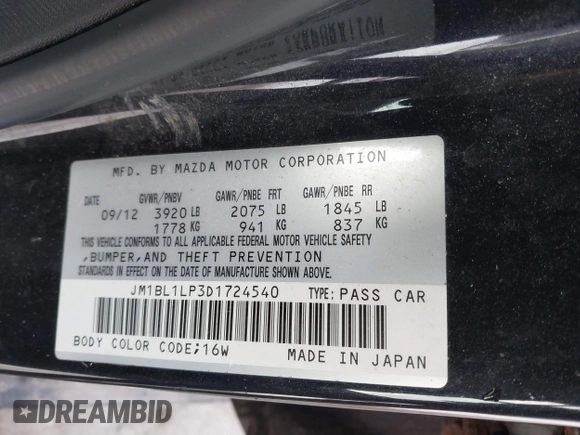 MFD. BY MAZDA MOTOR CORPORATION
DATE GVWR/PNBV GAWR/PNBE FRT GAWR/PNBE RR
09/12 3920 LB 2075 LB 1845 LB
1778 KG 941 KG 837 KG
THIS VEHICLE CONFORMS TO ALL APPLICABLE FEDERAL MOTOR VEHICLE SAFETY
,BUMPER,AND THEFT PREVENTION
STANDARDS IN EFFECT ON THE DATE OF MANUFACTURE SHOWN ABOVE.
JM1BL1LP3D1724540 TYPE: PASS CAR
BODY COLOR CODE;16W MADE IN JAPAN
DREAMBID